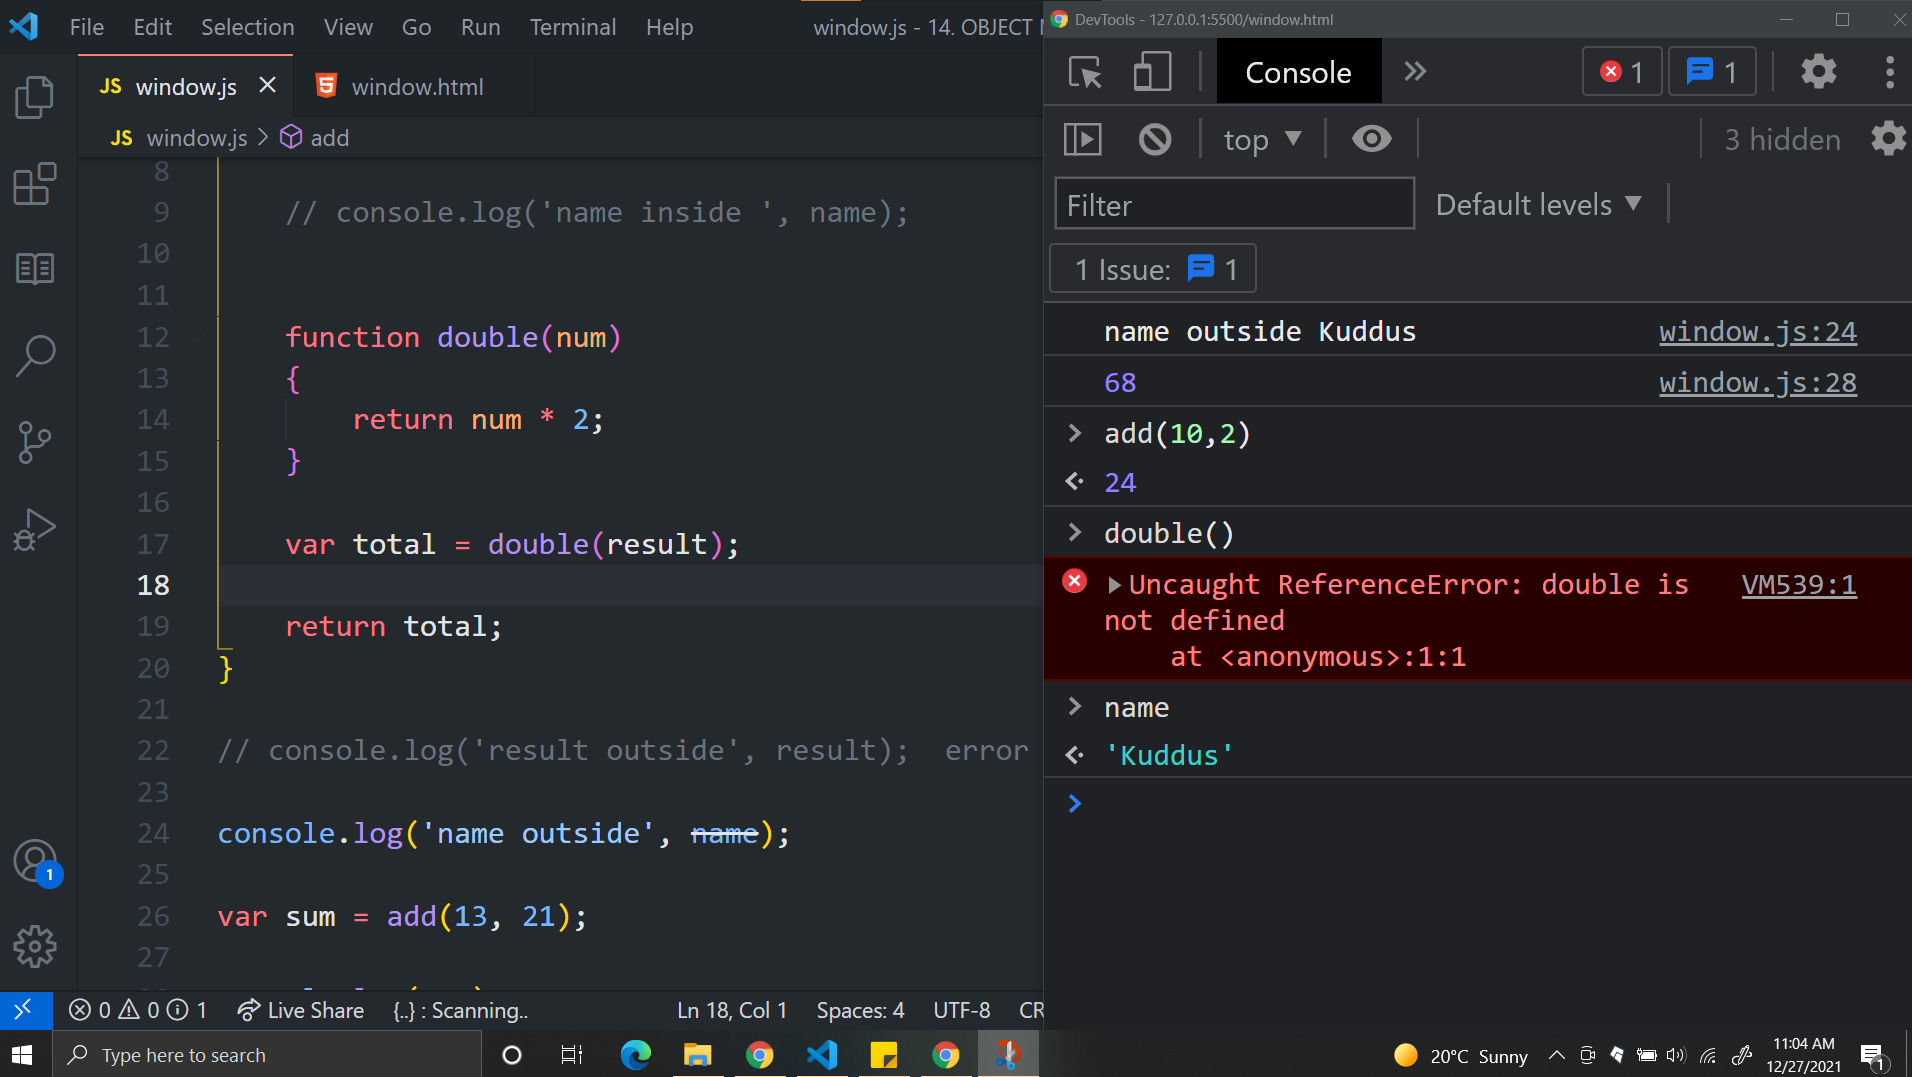 File Edit Selection View Go Run Terminal Help
window.js - 14. OBJECT
JS window.js
window.html
JS window.js > add
8
9 // console.log('name inside ', name);
10
11
12 function double(num)
13 {
14 return num * 2;
15 }
16
17 var total = double(result);
18
19 return total;
20 }
21
22 // console.log('result outside', result); error
23
24 console.log('name outside', name);
25
26 var sum = add(13, 21);
27
1
0 0 1 Live Share {..} : Scanning.. Ln 18, Col 1 Spaces: 4 UTF-8 CR
DevTools - 127.0.0.1:5500/window.html
Console » 1 1
top ▼ 3 hidden
Filter Default levels ▼
1 Issue: 1
name outside Kuddus window.js:24
68 window.js:28
> add(10,2)
24
> double()
Uncaught ReferenceError: double is VM539:1
not defined
at <anonymous>:1:1
> name
'Kuddus'
>
Type here to search
20°C Sunny
11:04 AM
12/27/2021
1